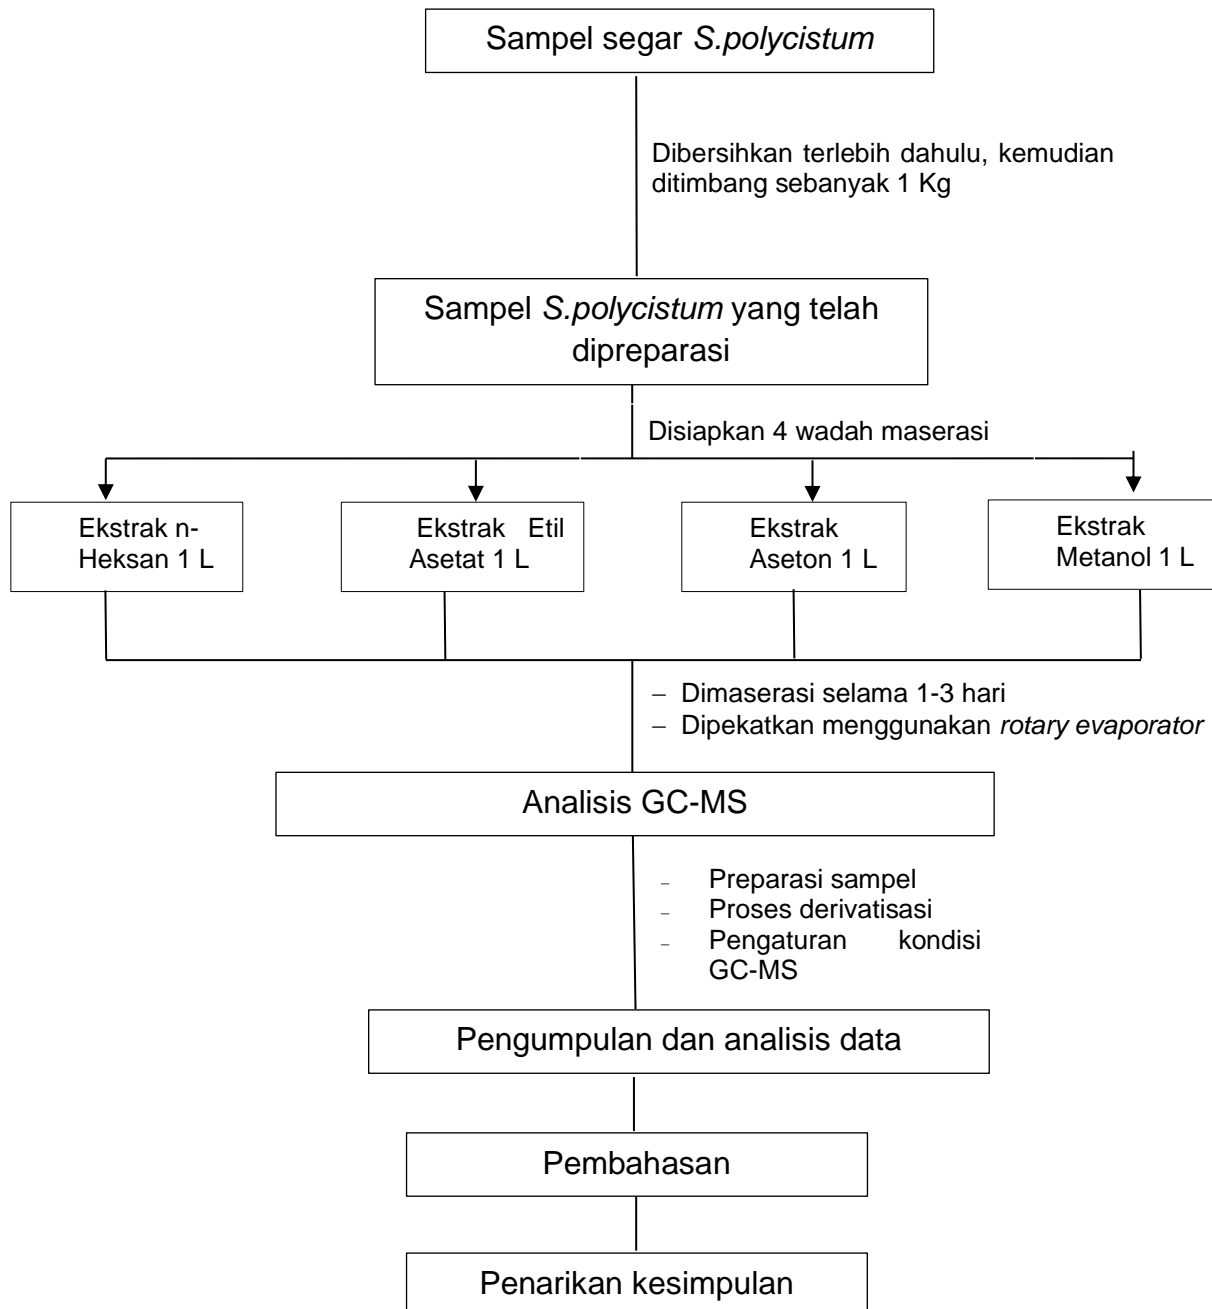 Sampel segar S.polycistum
Dibersihkan terlebih dahulu, kemudian
ditimbang sebanyak 1 Kg
Sampel S.polycistum yang telah
dipreparasi
Disiapkan 4 wadah maserasi
Ekstrak n-
Heksan 1 L
Ekstrak Etil
Asetat 1 L
Ekstrak
Aseton 1 L
Ekstrak
Metanol 1 L
– Dimaserasi selama 1-3 hari
– Dipekatkan menggunakan rotary evaporator
Analisis GC-MS
– Preparasi sampel
– Proses derivatisasi
– Pengaturan kondisi
GC-MS
Pengumpulan dan analisis data
Pembahasan
Penarikan kesimpulan